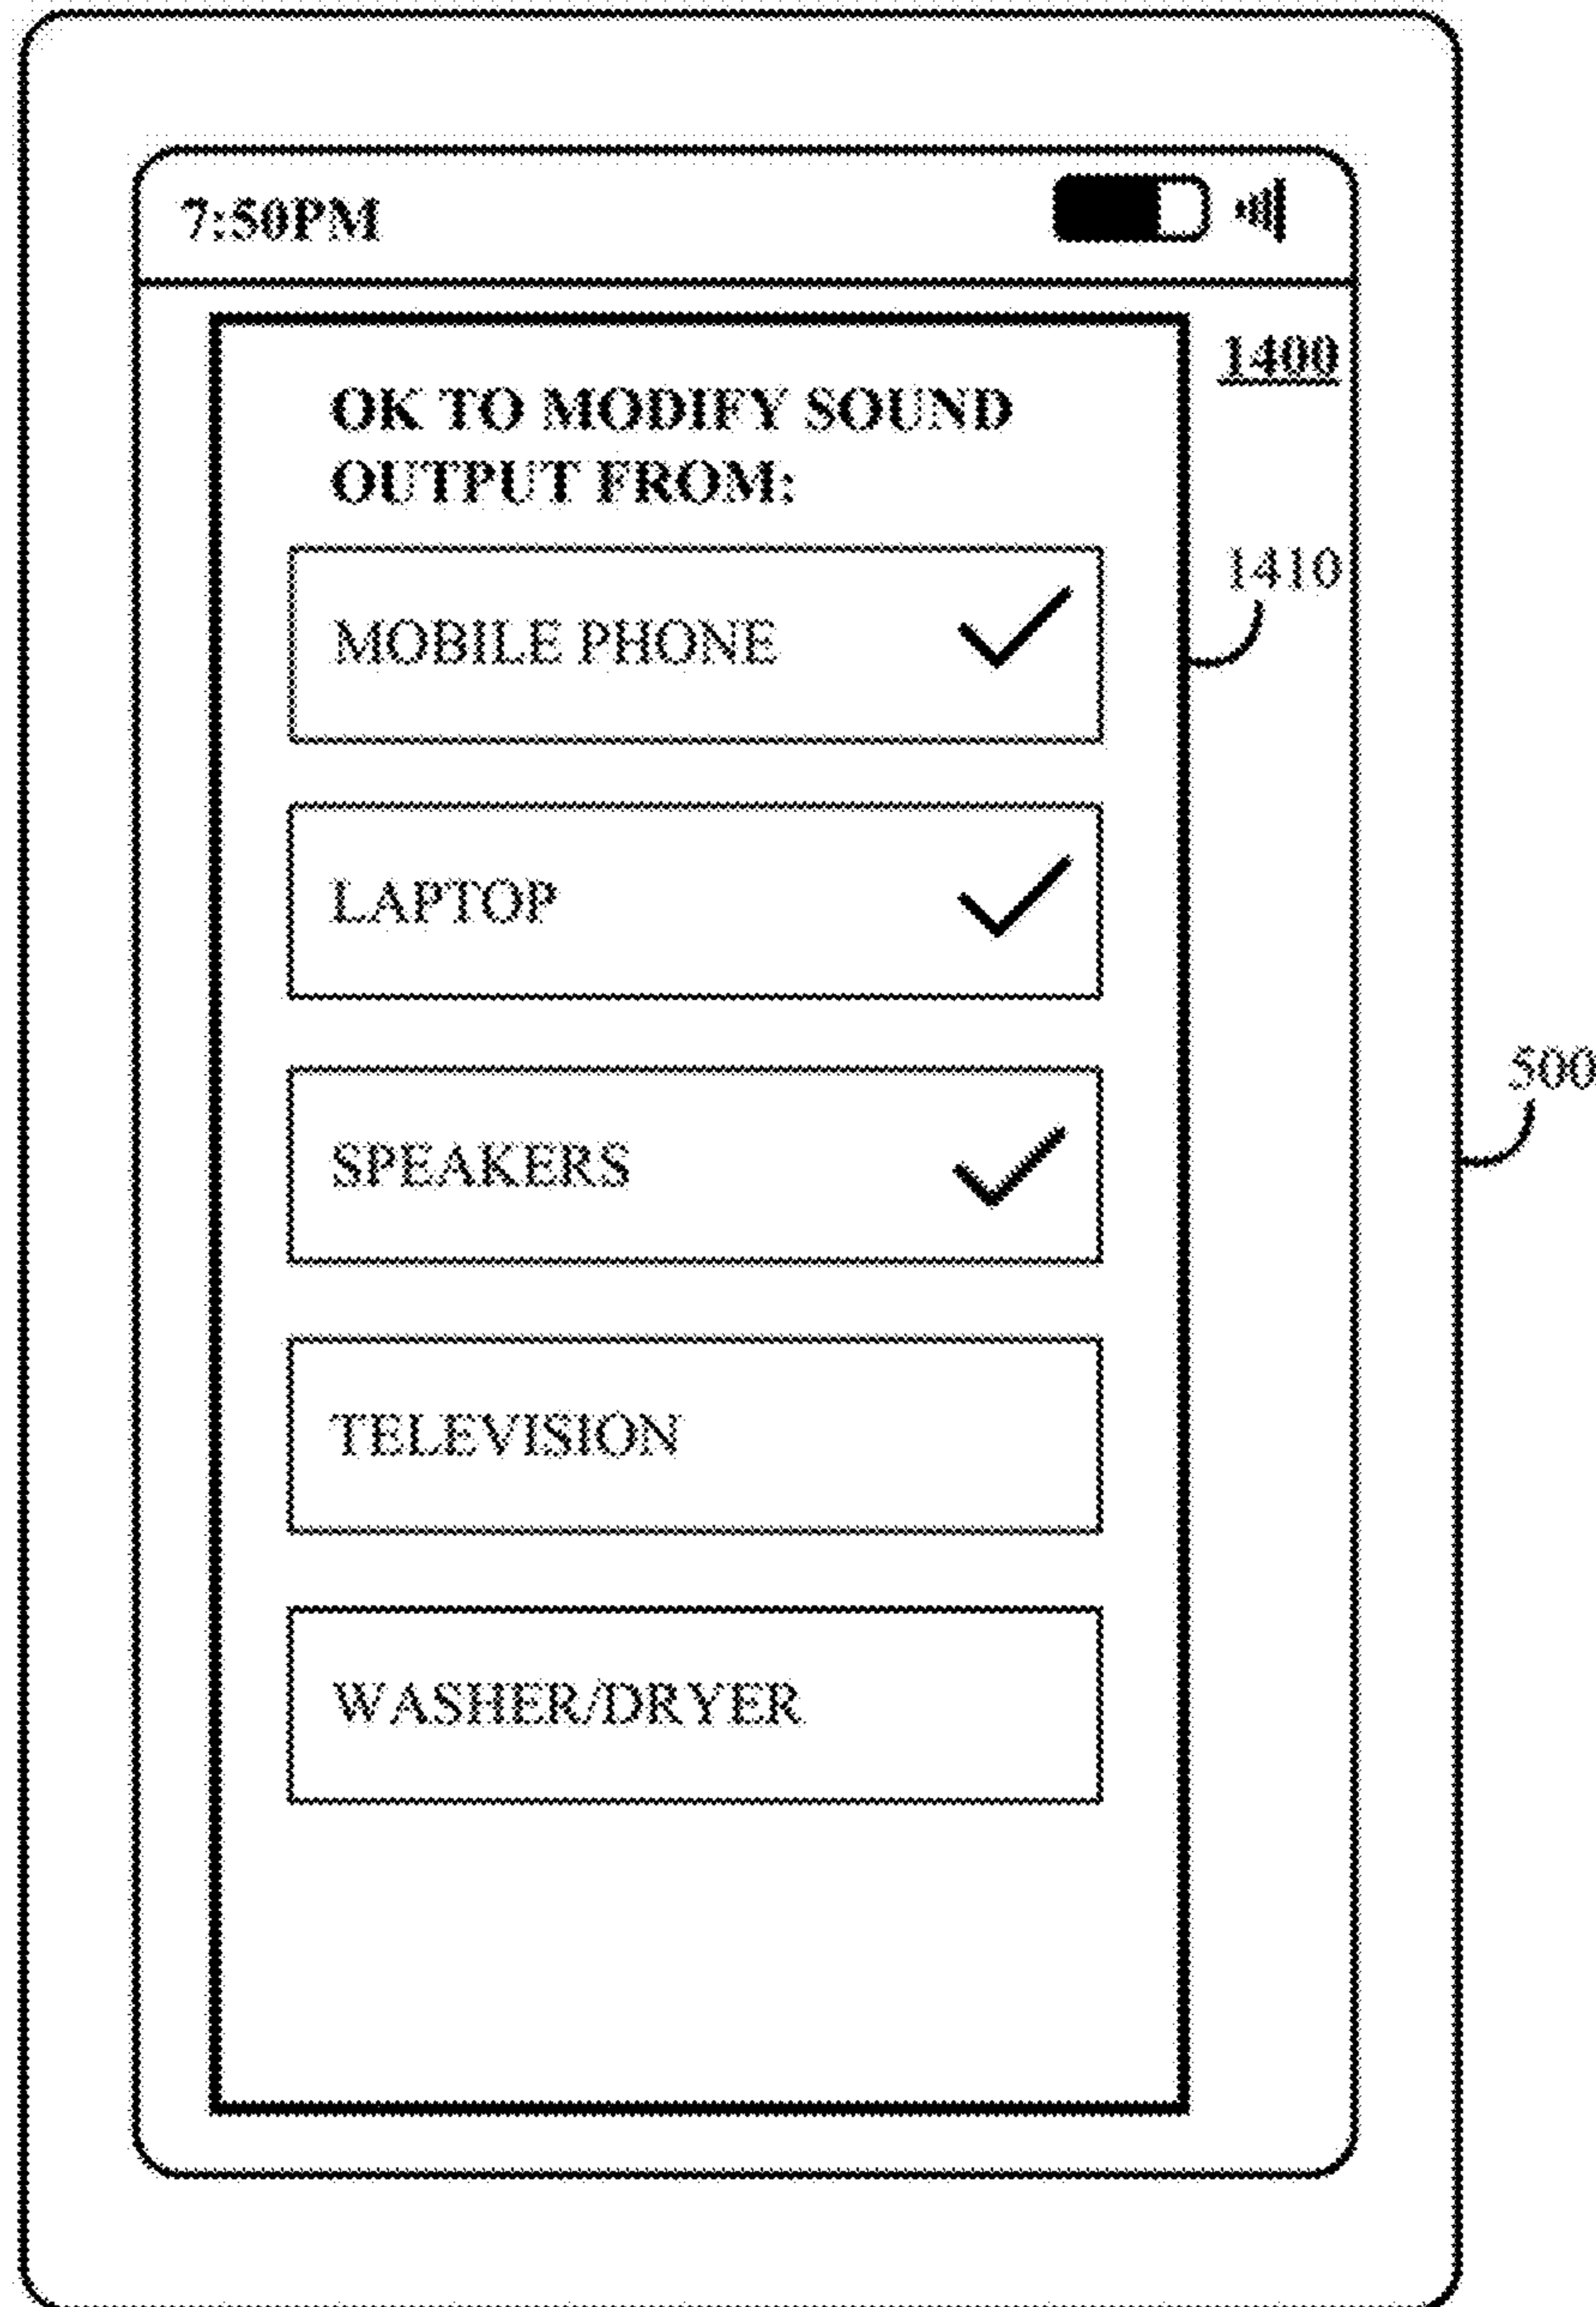 7:50PM
1400
OK TO MODIFY SOUND
OUTPUT FROM:
1410
MOBILE PHONE
LAPTOP
500
SPEAKERS
TELEVISION
WASHER/DRYER